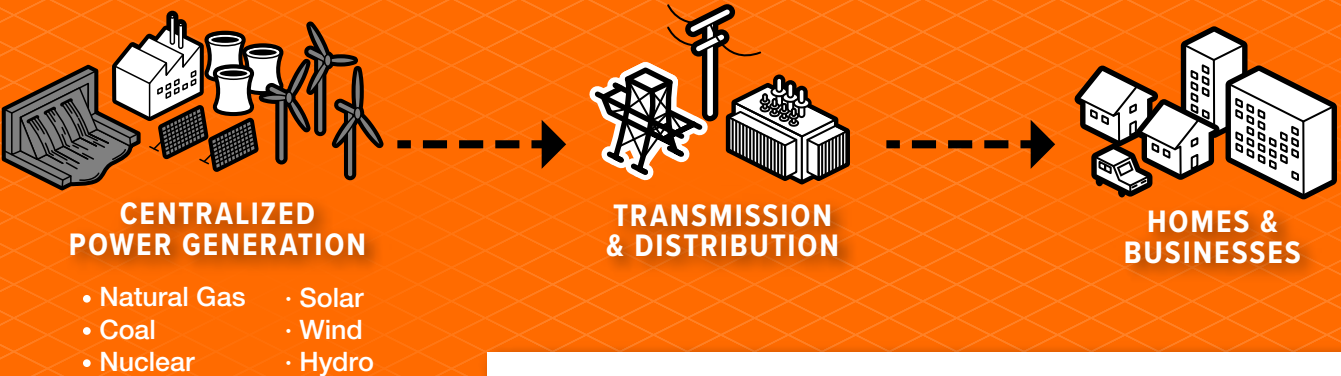 CENTRALIZED
POWER GENERATION
• Natural Gas
• Coal
• Nuclear
· Solar
· Wind
· Hydro
TRANSMISSION
& DISTRIBUTION
HOMES &
BUSINESSES